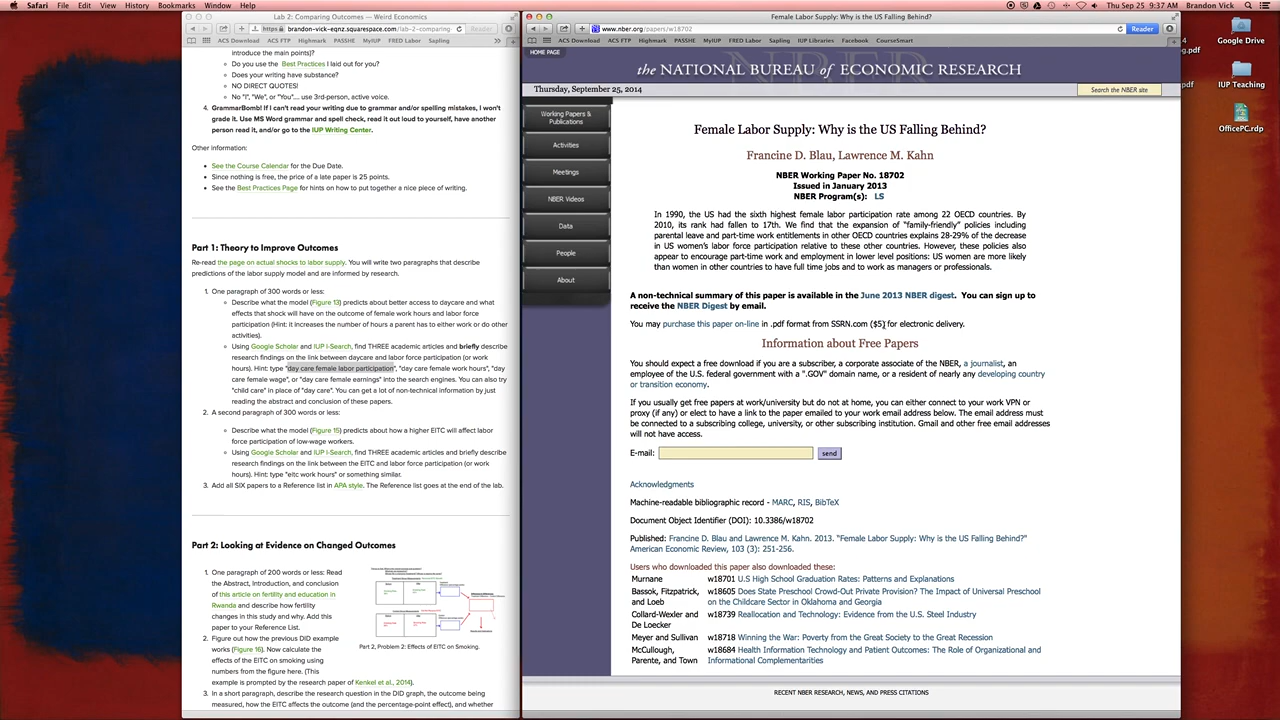 Safari File Edit View History Bookmarks Window Help Thu Sep 25 9:37 AM Brandon Vick
Lab 2: Comparing Outcomes — Weird Economics
https brandon-vick-eqnz.squarespace.com/lab-2-comparing
ACS Download ACS FTP Highmark PASSHE MyIUP FRED Labor Sapling »
introduce the main points)?
Do you use the Best Practices I laid out for you?
Does your writing have substance?
NO DIRECT QUOTES!
No "I", "We", or "You"... use 3rd-person, active voice.
4. GrammarBomb! If I can't read your writing due to grammar and/or spelling mistakes, I won't
grade it. Use MS Word grammar and spell check, read it out loud to yourself, have another
person read it, and/or go to the IUP Writing Center.
Other information:
See the Course Calendar for the Due Date.
Since nothing is free, the price of a late paper is 25 points.
See the Best Practices Page for hints on how to put together a nice piece of writing.
Part 1: Theory to Improve Outcomes
Re-read the page on actual shocks to labor supply. You will write two paragraphs that describe
predictions of the labor supply model and are informed by research.
1. One paragraph of 300 words or less:
Describe what the model (Figure 13) predicts about better access to daycare and what
effects that shock will have on the outcome of female work hours and labor force
participation (Hint: it increases the number of hours a parent has to either work or do other
activities).
Using Google Scholar and IUP I-Search, find THREE academic articles and briefly describe
research findings on the link between daycare and labor force participation (or work
hours). Hint: type "day care female labor participation", "day care female work hours", "day
care female wage", or "day care female earnings" into the search engines. You can also try
"child care" in place of "day care". You can get a lot of non-technical information by just
reading the abstract and conclusion of these papers.
2. A second paragraph of 300 words or less:
Describe what the model (Figure 15) predicts about how a higher EITC will affect labor
force participation of low-wage workers.
Using Google Scholar and IUP I-Search, find THREE academic articles and briefly describe
research findings on the link between the EITC and labor force participation (or work
hours). Hint: type "eitc work hours" or something similar.
3. Add all SIX papers to a Reference list in APA style. The Reference list goes at the end of the lab.
Part 2: Looking at Evidence on Changed Outcomes
1. One paragraph of 200 words or less: Read
the Abstract, Introduction, and conclusion
of this article on fertility and education in
Rwanda and describe how fertility
changes in this study and why. Add this
paper to your Reference List.
2. Figure out how the previous DID example
works (Figure 16). Now calculate the
effects of the EITC on smoking using
numbers from the figure here. (This
example is prompted by the research paper of Kenkel et al., 2014).
3. In a short paragraph, describe the research question in the DID graph, the outcome being
measured, how the EITC affects the outcome (and the percentage-point effect), and whether
Part 2, Problem 2: Effects of EITC on Smoking.
Female Labor Supply: Why is the US Falling Behind?
www.nber.org/papers/w18702 Reader
ACS Download ACS FTP Highmark PASSHE MyIUP FRED Labor Sapling IUP Libraries Facebook CourseSmart
HOME PAGE
the NATIONAL BUREAU of ECONOMIC RESEARCH
Thursday, September 25, 2014
Search the NBER site
Working Papers &
Publications
Activities
Meetings
NBER Videos
Data
People
About
Female Labor Supply: Why is the US Falling Behind?
Francine D. Blau, Lawrence M. Kahn
NBER Working Paper No. 18702
Issued in January 2013
NBER Program(s): LS
In 1990, the US had the sixth highest female labor participation rate among 22 OECD countries. By
2010, its rank had fallen to 17th. We find that the expansion of "family-friendly" policies including
parental leave and part-time work entitlements in other OECD countries explains 28-29% of the decrease
in US women's labor force participation relative to these other countries. However, these policies also
appear to encourage part-time work and employment in lower level positions: US women are more likely
than women in other countries to have full time jobs and to work as managers or professionals.
A non-technical summary of this paper is available in the June 2013 NBER digest. You can sign up to
receive the NBER Digest by email.
You may purchase this paper on-line in .pdf format from SSRN.com ($5) for electronic delivery.
Information about Free Papers
You should expect a free download if you are a subscriber, a corporate associate of the NBER, a journalist, an
employee of the U.S. federal government with a ".GOV" domain name, or a resident of nearly any developing country
or transition economy.
If you usually get free papers at work/university but do not at home, you can either connect to your work VPN or
proxy (if any) or elect to have a link to the paper emailed to your work email address below. The email address must
be connected to a subscribing college, university, or other subscribing institution. Gmail and other free email addresses
will not have access.
E-mail: send
Acknowledgments
Machine-readable bibliographic record - MARC, RIS, BibTeX
Document Object Identifier (DOI): 10.3386/w18702
Published: Francine D. Blau and Lawrence M. Kahn. 2013. "Female Labor Supply: Why Is the US Falling Behind?"
American Economic Review, 103 (3): 251-256.
Users who downloaded this paper also downloaded these:
Murnane w18701 U.S High School Graduation Rates: Patterns and Explanations
Bassok, Fitzpatrick, and Loeb w18605 Does State Preschool Crowd-Out Private Provision? The Impact of Universal Preschool
on the Childcare Sector in Oklahoma and Georgia
Collard-Wexler and De Loecker w18739 Reallocation and Technology: Evidence from the U.S. Steel Industry
Meyer and Sullivan w18718 Winning the War: Poverty from the Great Society to the Great Recession
McCullough, Parente, and Town w18684 Health Information Technology and Patient Outcomes: The Role of Organizational and
Informational Complementarities
RECENT NBER RESEARCH, NEWS, AND PRESS CITATIONS
Google Drive
IUP Teaching
OfficePC.rdp